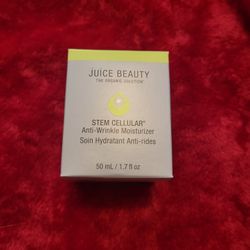 JUICE BEAUTY
THE ORGANIC SOLUTION
STEM CELLULAR®
Anti-Wrinkle Moisturizer
Soin Hydratant Anti-rides
50 mL / 1.7 fl oz